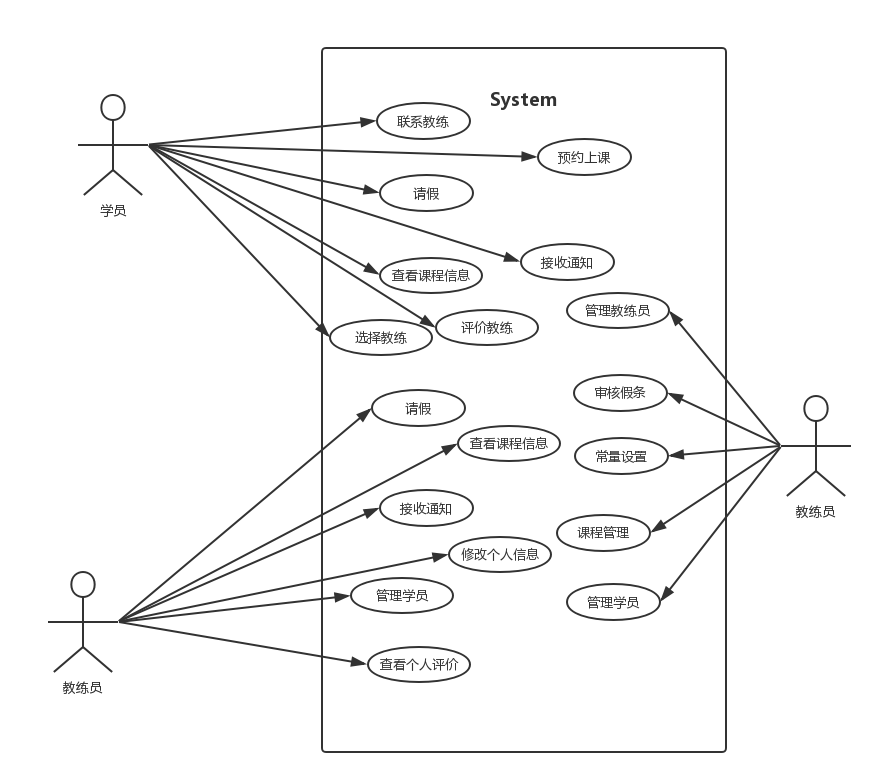 System
联系教练
预约上课
请假
学员
接收通知
查看课程信息
管理教练员
评价教练
选择教练
审核假条
请假
查看课程信息
常量设置
接收通知
教练员
课程管理
修改个人信息
管理学员
管理学员
查看个人评价
教练员